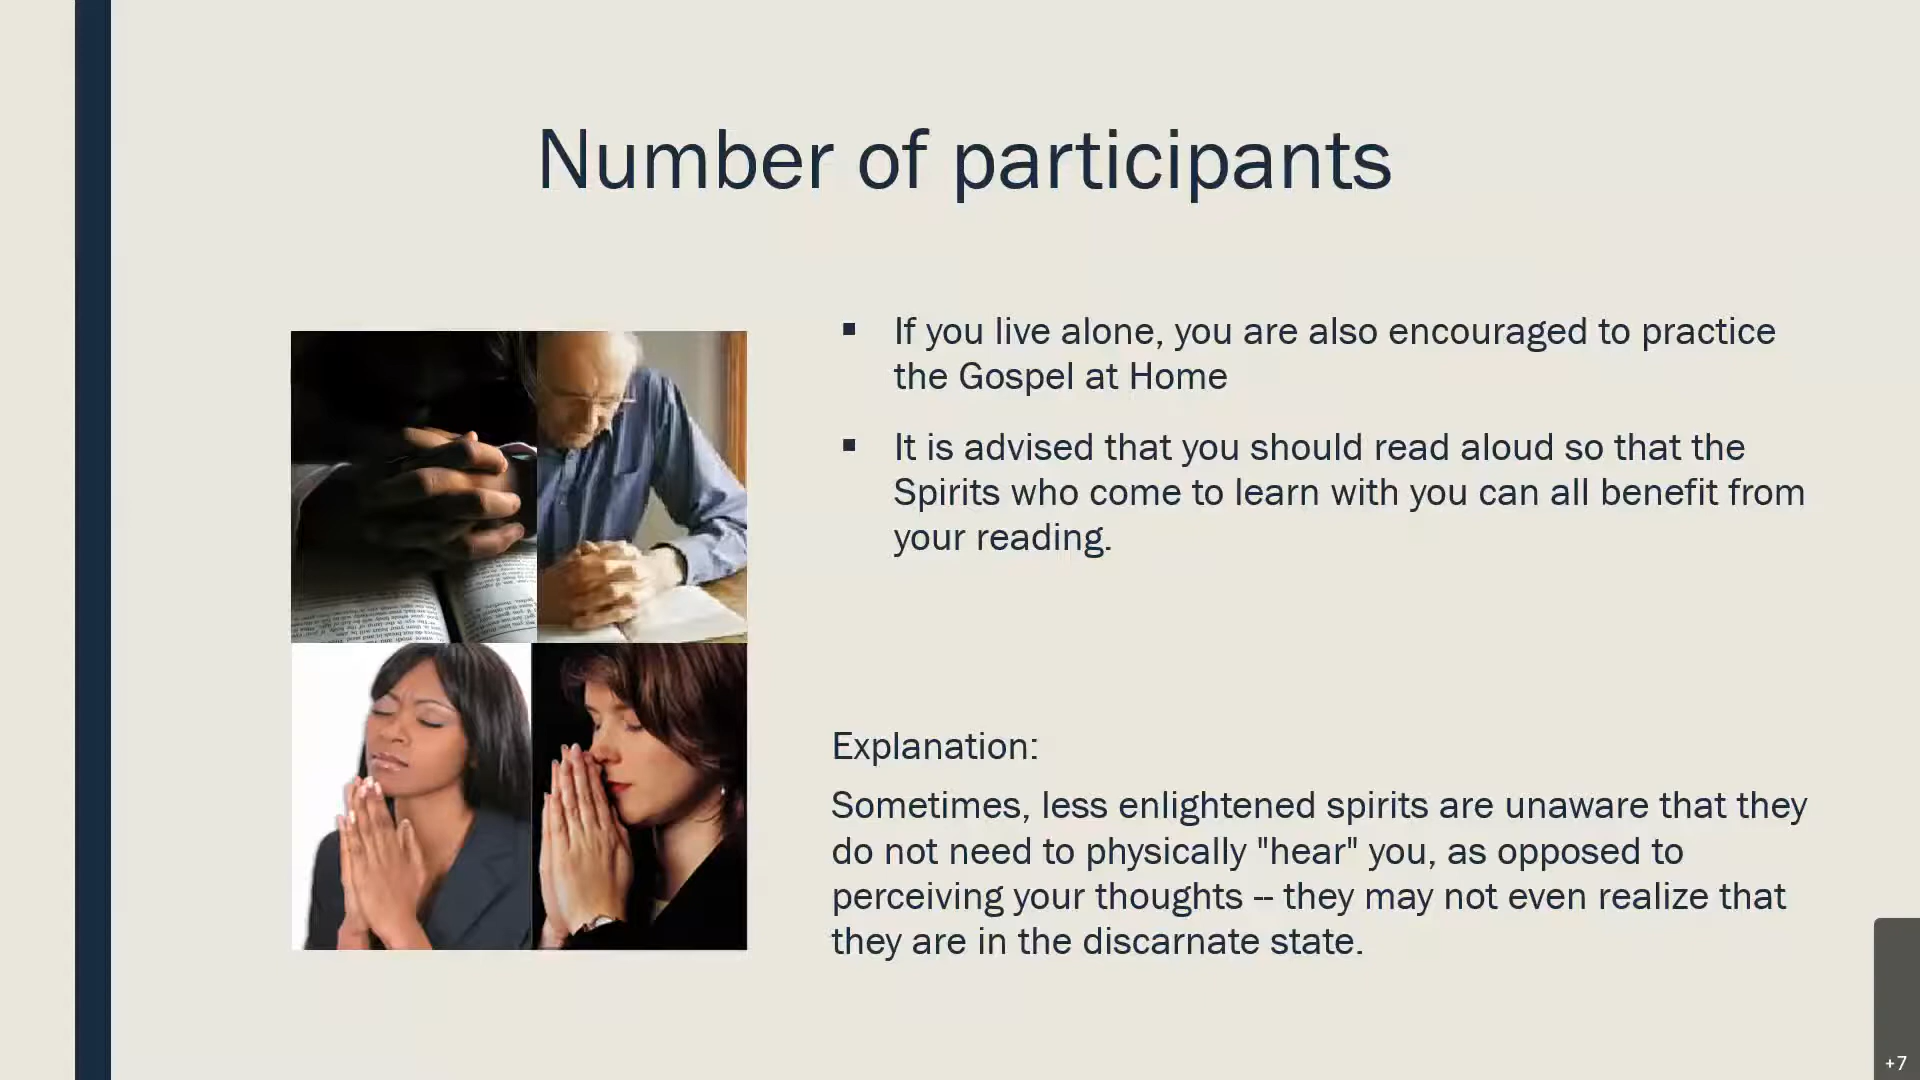 Number of participants
▪ If you live alone, you are also encouraged to practice
the Gospel at Home
▪ It is advised that you should read aloud so that the
Spirits who come to learn with you can all benefit from
your reading.
Explanation:
Sometimes, less enlightened spirits are unaware that they
do not need to physically "hear" you, as opposed to
perceiving your thoughts -- they may not even realize that
they are in the discarnate state.
+7